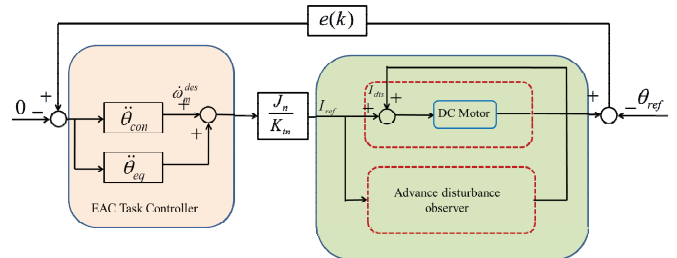 e(k)
+
0 −
θ̈con
θ̈eq
ω̇m des
+
+
EAC Task Controller
Jn
Ktn
Iref
Idis
+
+
DC Motor
Advance disturbance
observer
+
− θref